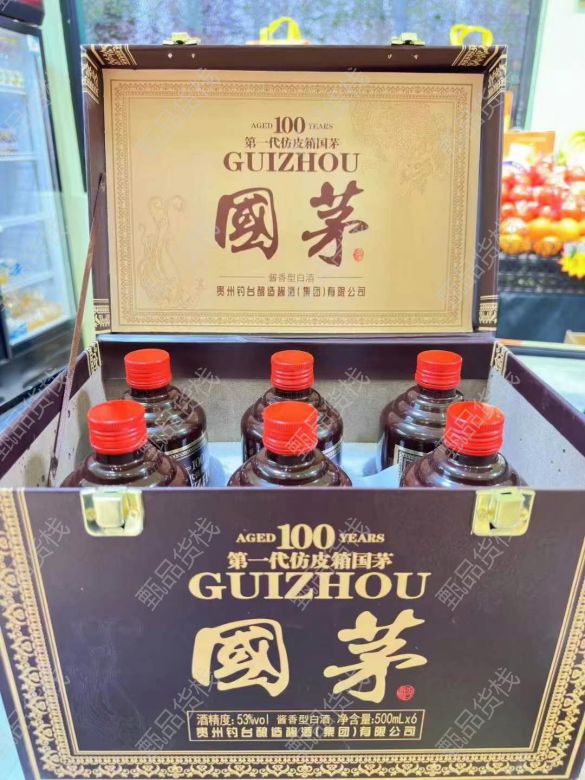 AGED 100 YEARS
第一代仿皮箱国茅
GUIZHOU
國茅
酱香型白酒
贵州钓台酿造酱酒(集团)有限公司
AGED 100 YEARS
第一代仿皮箱国茅
GUIZHOU
國茅
酒精度: 53%vol 酱香型白酒 净含量:500mLx6
贵州钓台酿造酱酒(集团)有限公司
甄品货栈